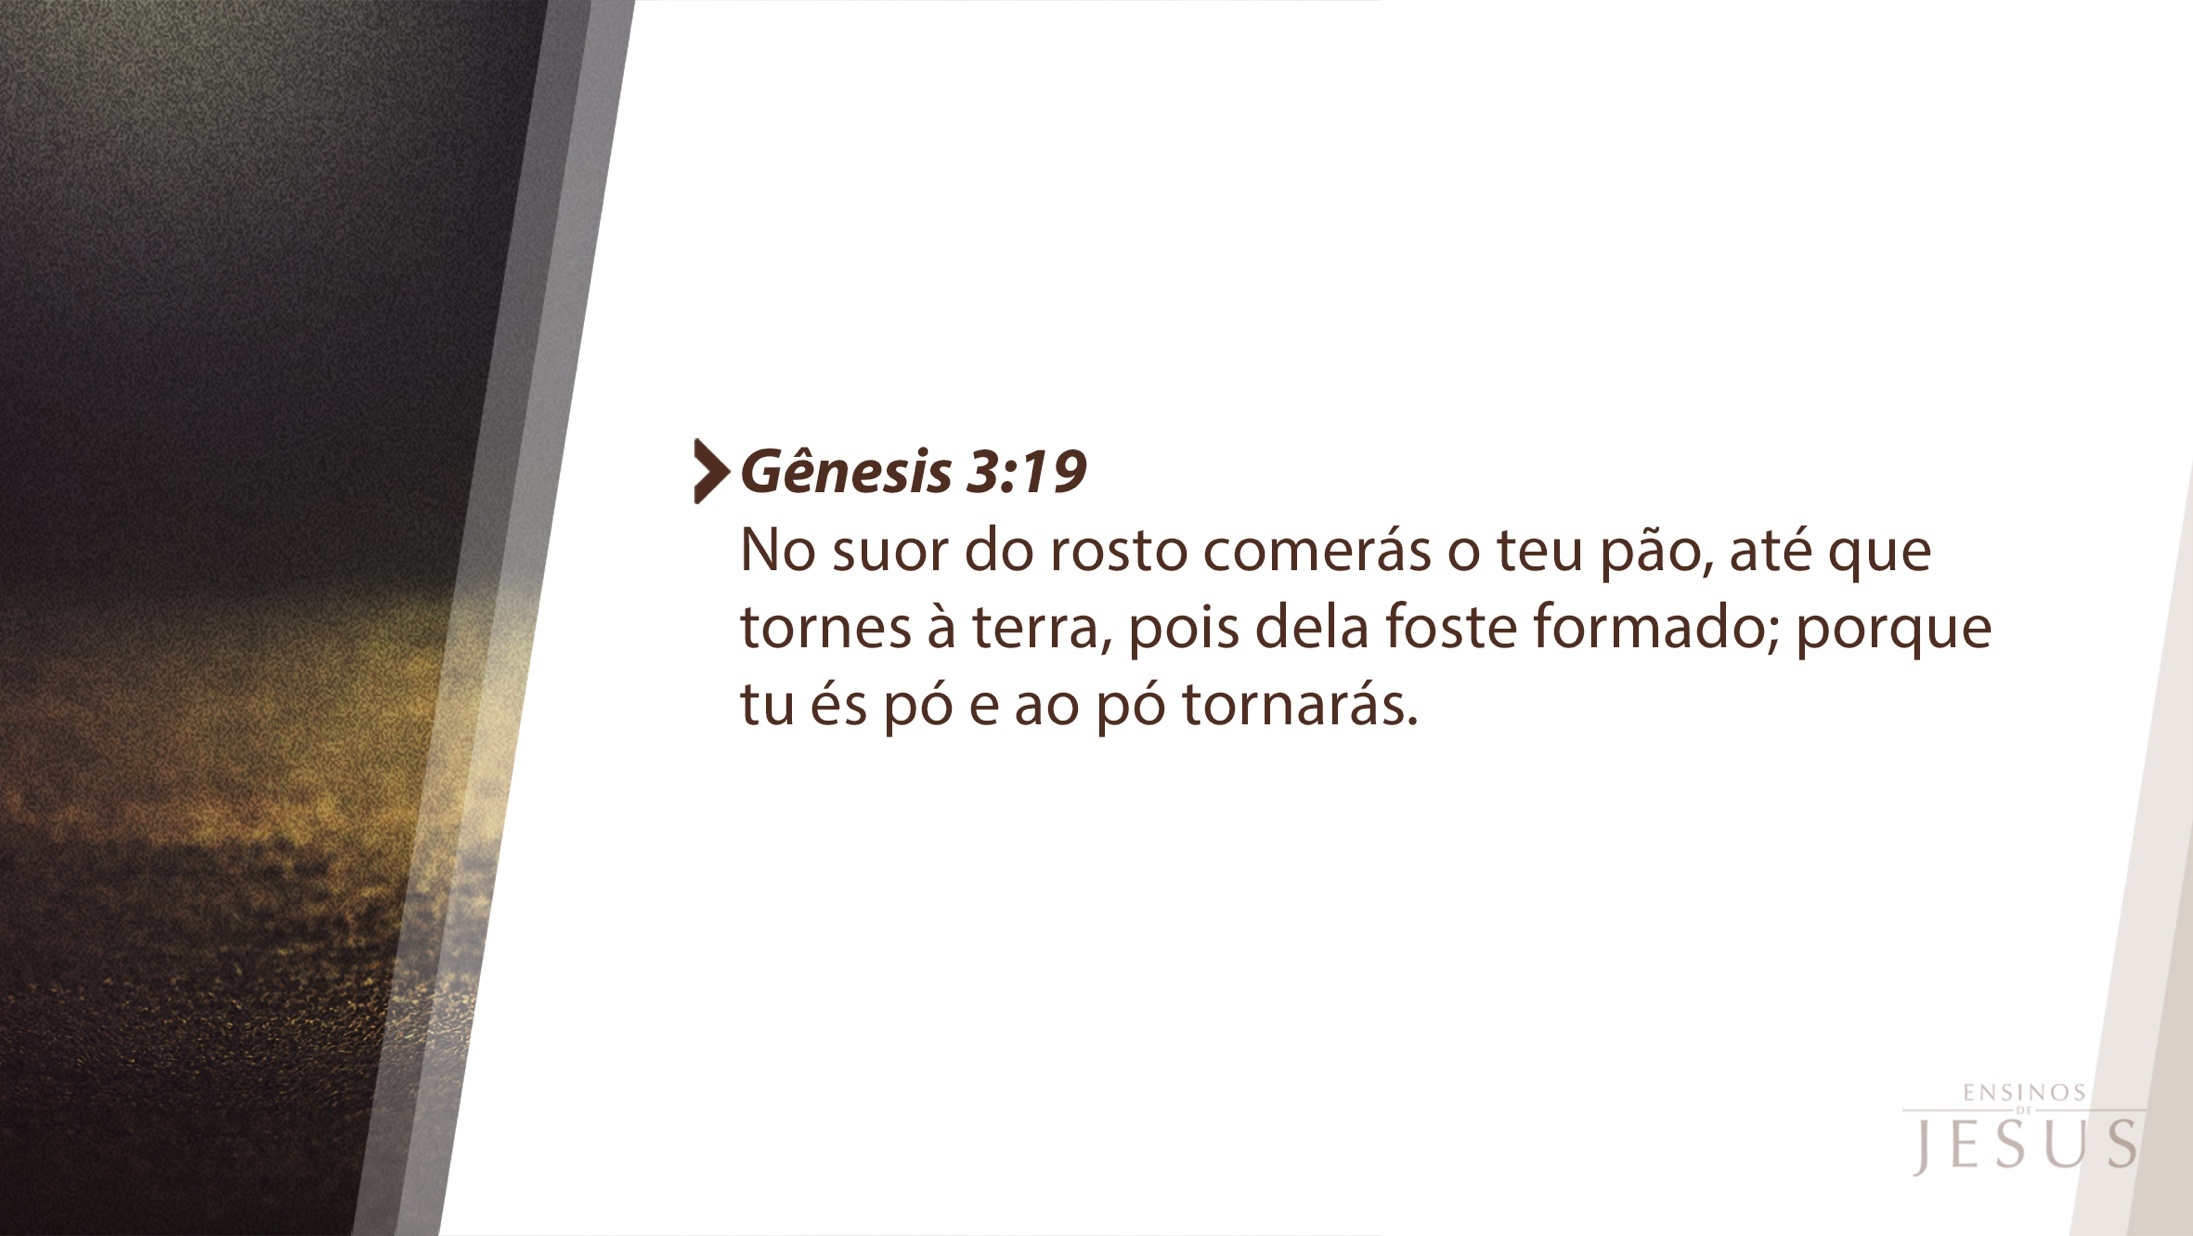 Gênesis 3:19
No suor do rosto comerás o teu pão, até que
tornes à terra, pois dela foste formado; porque
tu és pó e ao pó tornarás.
ENSINOS
DE
JESUS